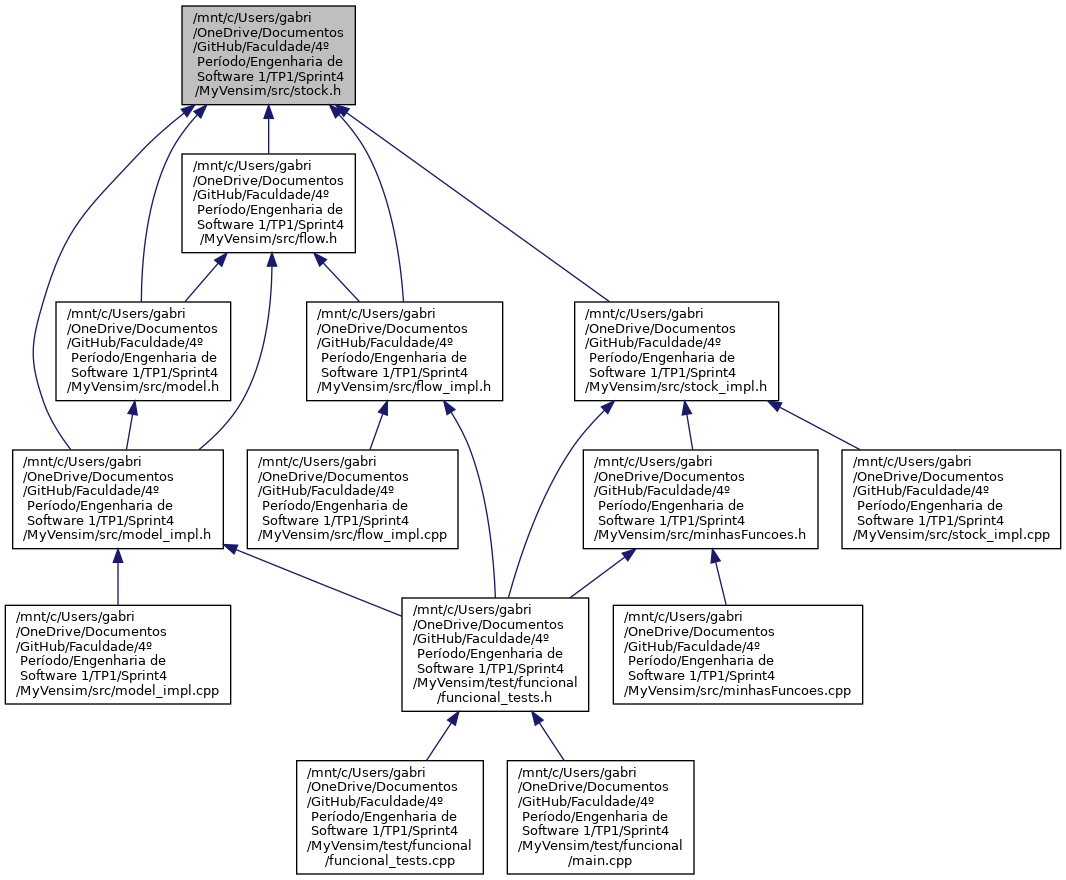 /mnt/c/Users/gabri
/OneDrive/Documentos
/GitHub/Faculdade/4º
Período/Engenharia de
Software 1/TP1/Sprint4
/MyVensim/src/stock.h
/mnt/c/Users/gabri
/OneDrive/Documentos
/GitHub/Faculdade/4º
Período/Engenharia de
Software 1/TP1/Sprint4
/MyVensim/src/flow.h
/mnt/c/Users/gabri
/OneDrive/Documentos
/GitHub/Faculdade/4º
Período/Engenharia de
Software 1/TP1/Sprint4
/MyVensim/src/model.h
/mnt/c/Users/gabri
/OneDrive/Documentos
/GitHub/Faculdade/4º
Período/Engenharia de
Software 1/TP1/Sprint4
/MyVensim/src/flow_impl.h
/mnt/c/Users/gabri
/OneDrive/Documentos
/GitHub/Faculdade/4º
Período/Engenharia de
Software 1/TP1/Sprint4
/MyVensim/src/stock_impl.h
/mnt/c/Users/gabri
/OneDrive/Documentos
/GitHub/Faculdade/4º
Período/Engenharia de
Software 1/TP1/Sprint4
/MyVensim/src/model_impl.h
/mnt/c/Users/gabri
/OneDrive/Documentos
/GitHub/Faculdade/4º
Período/Engenharia de
Software 1/TP1/Sprint4
/MyVensim/src/flow_impl.cpp
/mnt/c/Users/gabri
/OneDrive/Documentos
/GitHub/Faculdade/4º
Período/Engenharia de
Software 1/TP1/Sprint4
/MyVensim/src/minhasFuncoes.h
/mnt/c/Users/gabri
/OneDrive/Documentos
/GitHub/Faculdade/4º
Período/Engenharia de
Software 1/TP1/Sprint4
/MyVensim/src/stock_impl.cpp
/mnt/c/Users/gabri
/OneDrive/Documentos
/GitHub/Faculdade/4º
Período/Engenharia de
Software 1/TP1/Sprint4
/MyVensim/src/model_impl.cpp
/mnt/c/Users/gabri
/OneDrive/Documentos
/GitHub/Faculdade/4º
Período/Engenharia de
Software 1/TP1/Sprint4
/MyVensim/test/funcional
/funcional_tests.h
/mnt/c/Users/gabri
/OneDrive/Documentos
/GitHub/Faculdade/4º
Período/Engenharia de
Software 1/TP1/Sprint4
/MyVensim/src/minhasFuncoes.cpp
/mnt/c/Users/gabri
/OneDrive/Documentos
/GitHub/Faculdade/4º
Período/Engenharia de
Software 1/TP1/Sprint4
/MyVensim/test/funcional
/funcional_tests.cpp
/mnt/c/Users/gabri
/OneDrive/Documentos
/GitHub/Faculdade/4º
Período/Engenharia de
Software 1/TP1/Sprint4
/MyVensim/test/funcional
/main.cpp